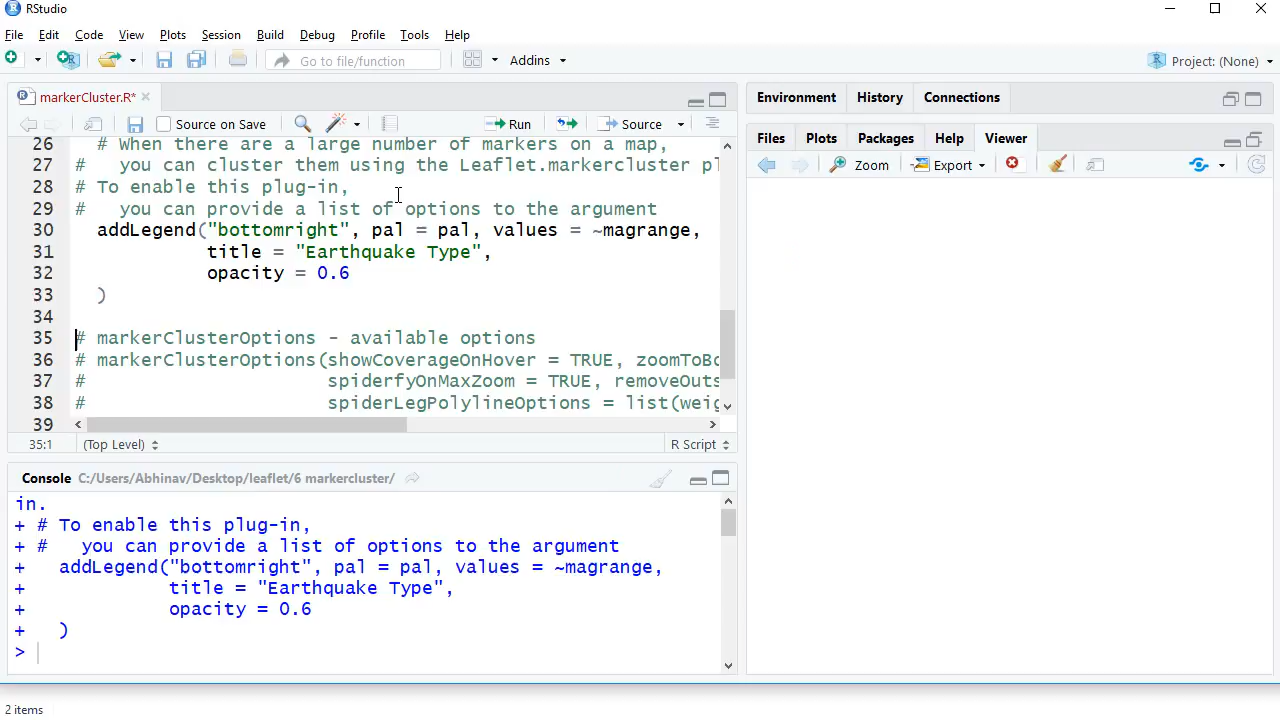 RStudio
File Edit Code View Plots Session Build Debug Profile Tools Help
Go to file/function Addins Project: (None)
markerCluster.R*
Source on Save Run Source
26 # When there are a large number of markers on a map,
27 # you can cluster them using the Leaflet.markercluster pl
28 # To enable this plug-in,
29 # you can provide a list of options to the argument
30 addLegend("bottomright", pal = pal, values = ~magrange,
31 title = "Earthquake Type",
32 opacity = 0.6
33 )
34
35 # markerClusterOptions - available options
36 # markerClusterOptions(showCoverageOnHover = TRUE, zoomToBo
37 # spiderfyOnMaxZoom = TRUE, removeOuts
38 # spiderLegPolylineOptions = list(weig
39
35:1 (Top Level) R Script
Console C:/Users/Abhinav/Desktop/leaflet/6 markercluster/
in.
+ # To enable this plug-in,
+ # you can provide a list of options to the argument
+ addLegend("bottomright", pal = pal, values = ~magrange,
+ title = "Earthquake Type",
+ opacity = 0.6
+ )
>
Environment History Connections
Files Plots Packages Help Viewer
Zoom Export
2 items